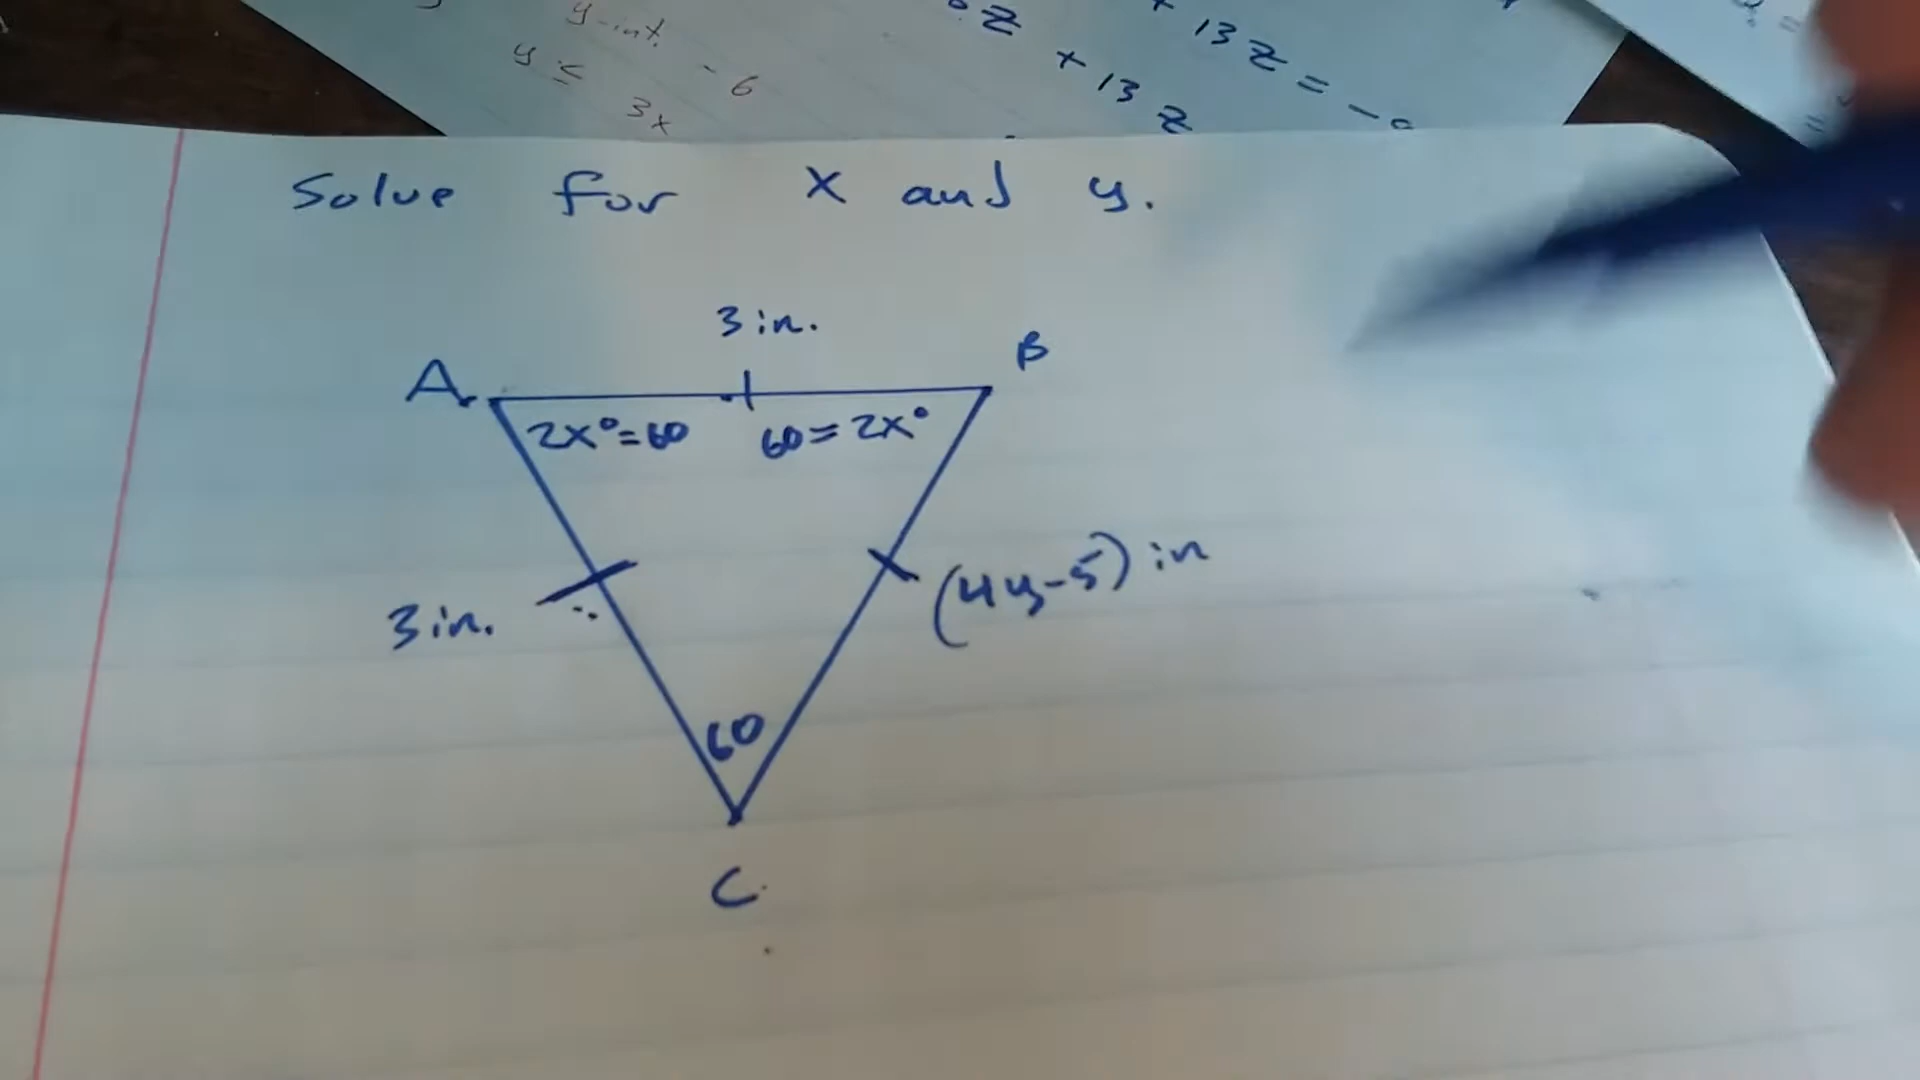 y-int.
y ≤ 3x - 6
z + 13z = -
+ 13z
Solve for x and y.
3 in.
A B
2x°=60 60=2x°
(4y-5) in
3 in.
60
C